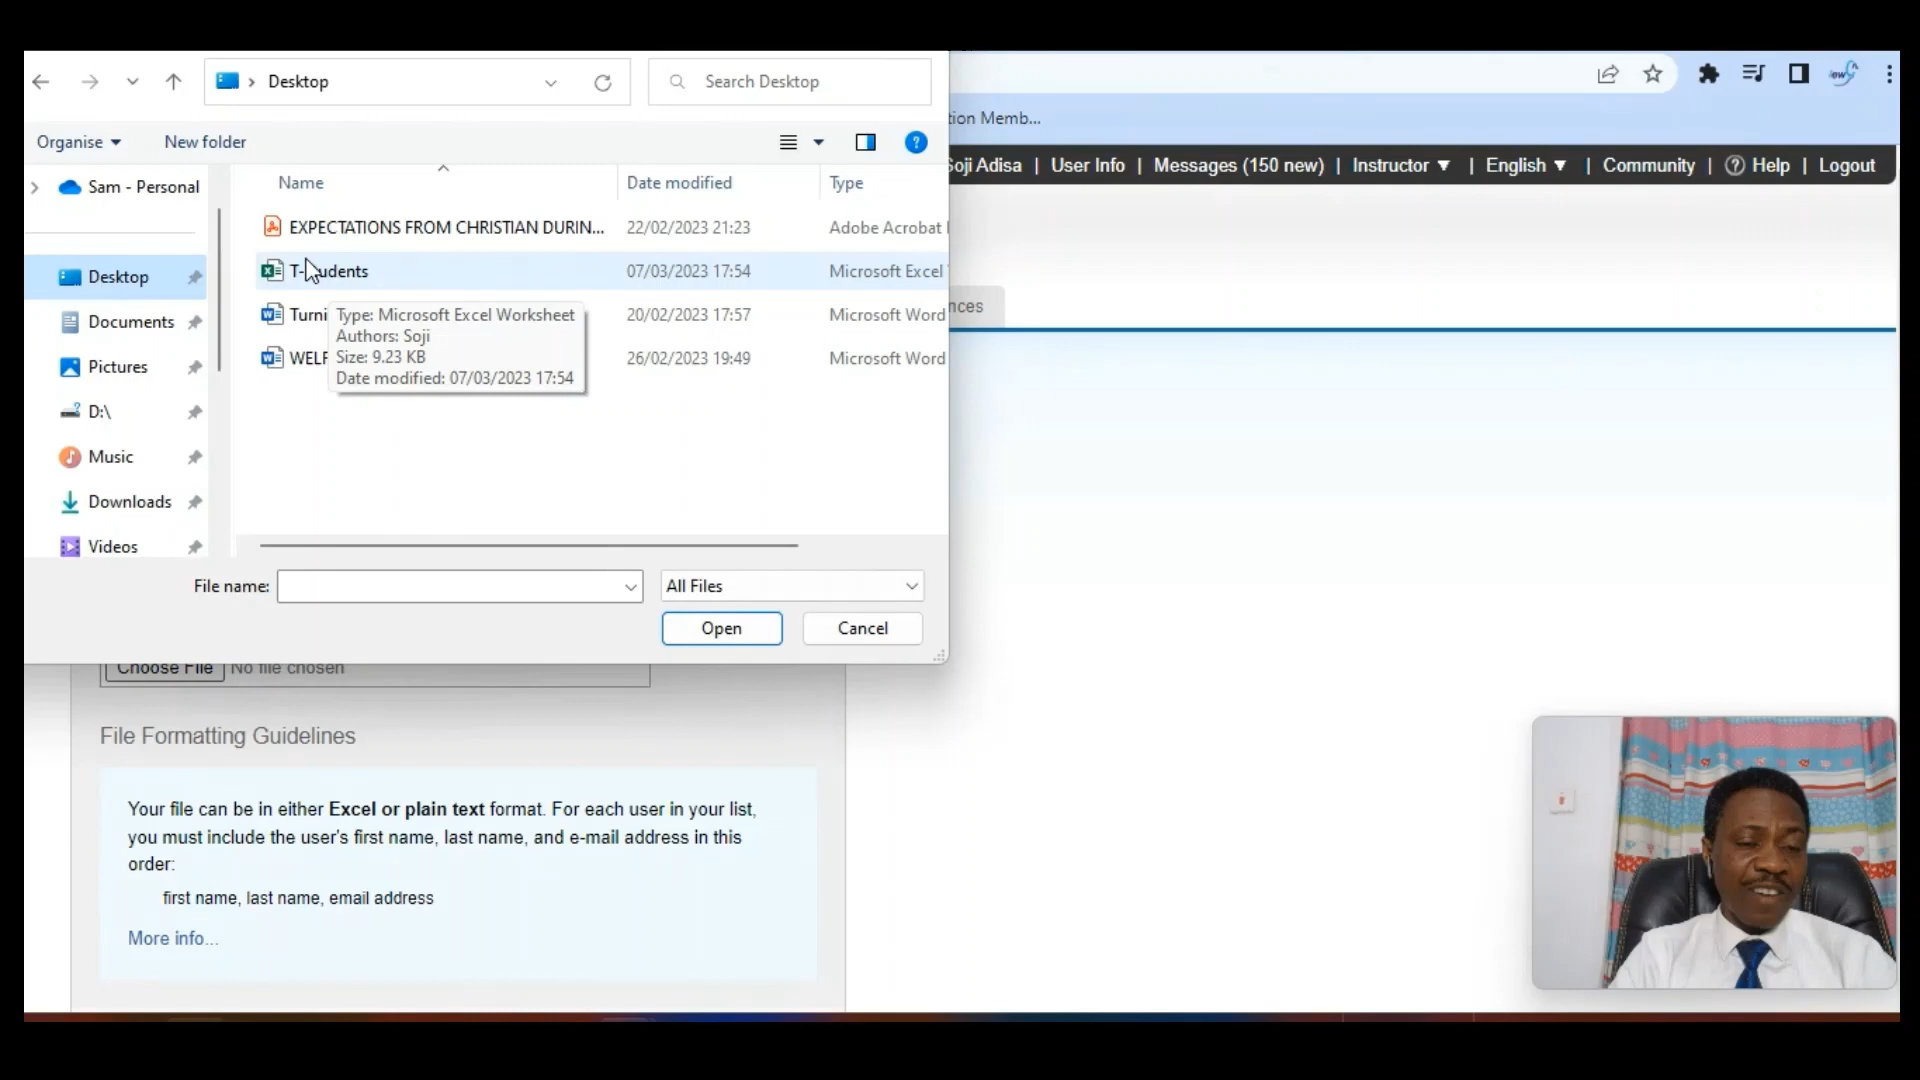 Desktop
Search Desktop
tion Memb...
Organise
New folder
Soji Adisa | User Info | Messages (150 new) | Instructor ▼ | English ▼ | Community | ? Help | Logout
Sam - Personal
Name
Date modified
Type
EXPECTATIONS FROM CHRISTIAN DURIN...
22/02/2023 21:23
Adobe Acrobat
Desktop
07/03/2023 17:54
Microsoft Excel
nces
Documents
Turni
20/02/2023 17:57
Microsoft Word
Type: Microsoft Excel Worksheet
Authors: Soji
Size: 9.23 KB
Date modified: 07/03/2023 17:54
Pictures
26/02/2023 19:49
Microsoft Word
D:\
Music
Downloads
Videos
File name:
All Files
Open
Cancel
Choose File No file chosen
File Formatting Guidelines
Your file can be in either Excel or plain text format. For each user in your list,
you must include the user's first name, last name, and e-mail address in this
order:
first name, last name, email address
More info...